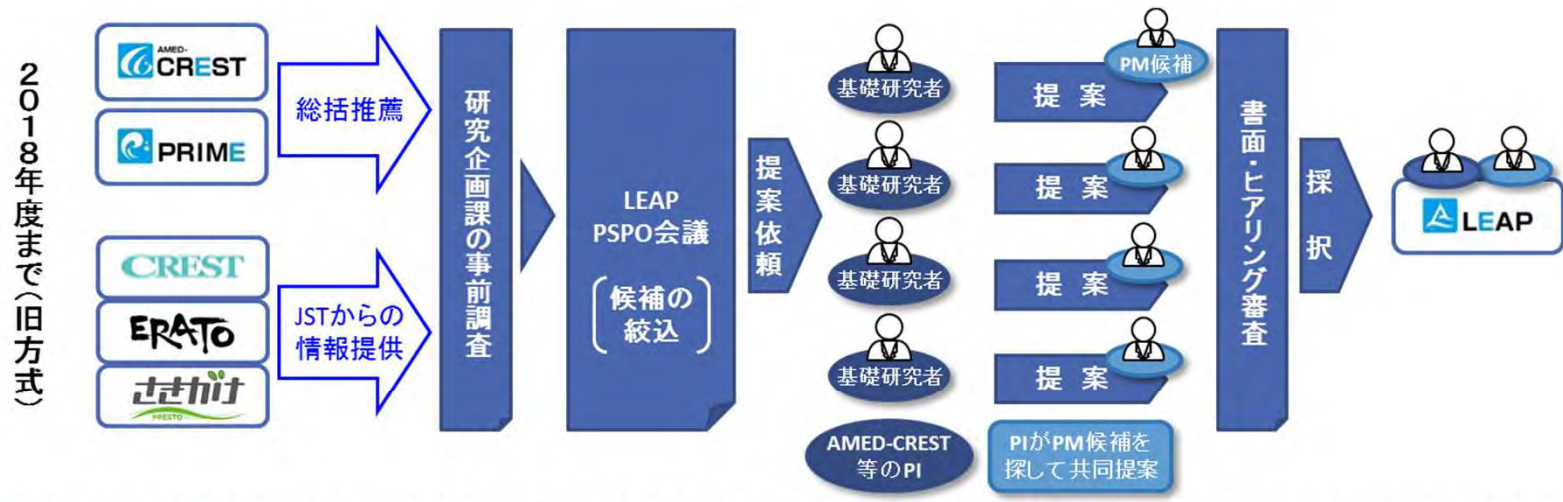 2018年度まで(旧方式)
AMED-
CREST
PRIME
総括推薦
CREST
ERATO
さきがけ
PRESTO
JSTからの
情報提供
研究企画課の事前調査
LEAP
PSPO会議
候補の
絞込
提案依頼
基礎研究者
基礎研究者
基礎研究者
基礎研究者
AMED-CREST
等のPI
提 案
PM候補
提 案
提 案
提 案
PIがPM候補を
探して共同提案
書面・ヒアリング審査
採択
LEAP